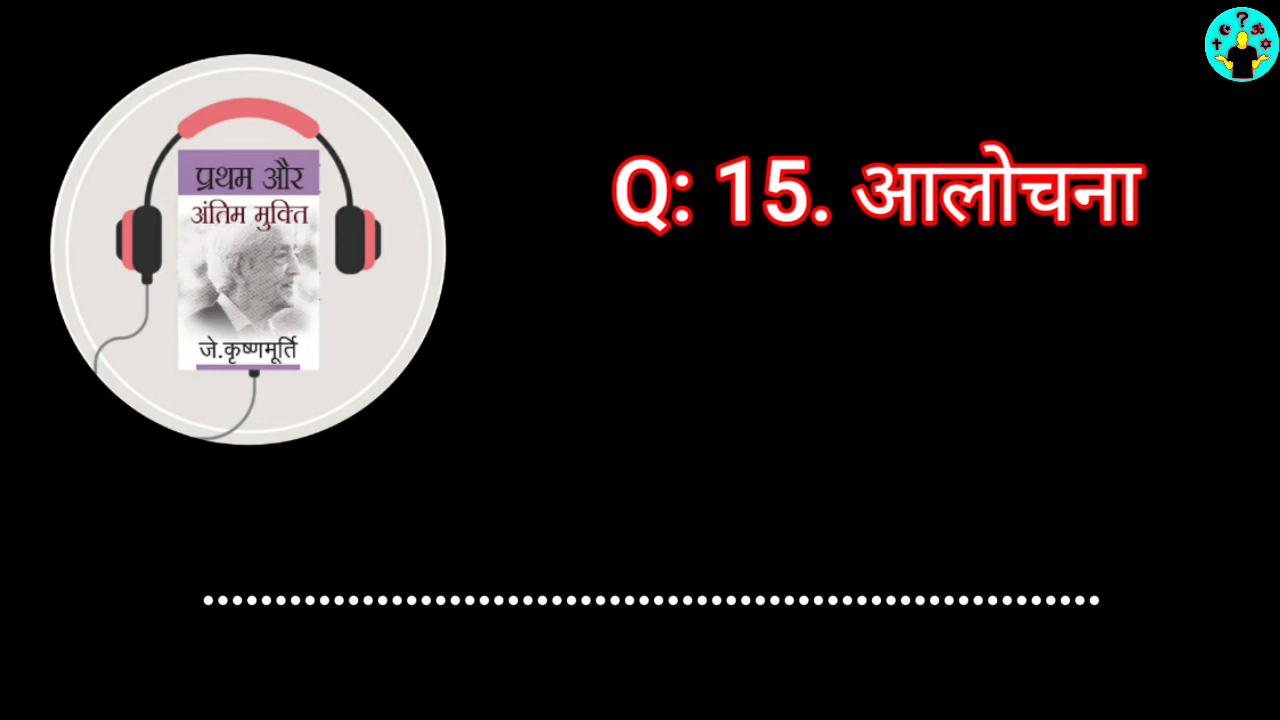 प्रथम और
अंतिम मुक्ति
जे.कृष्णमूर्ति
Q: 15. आलोचना